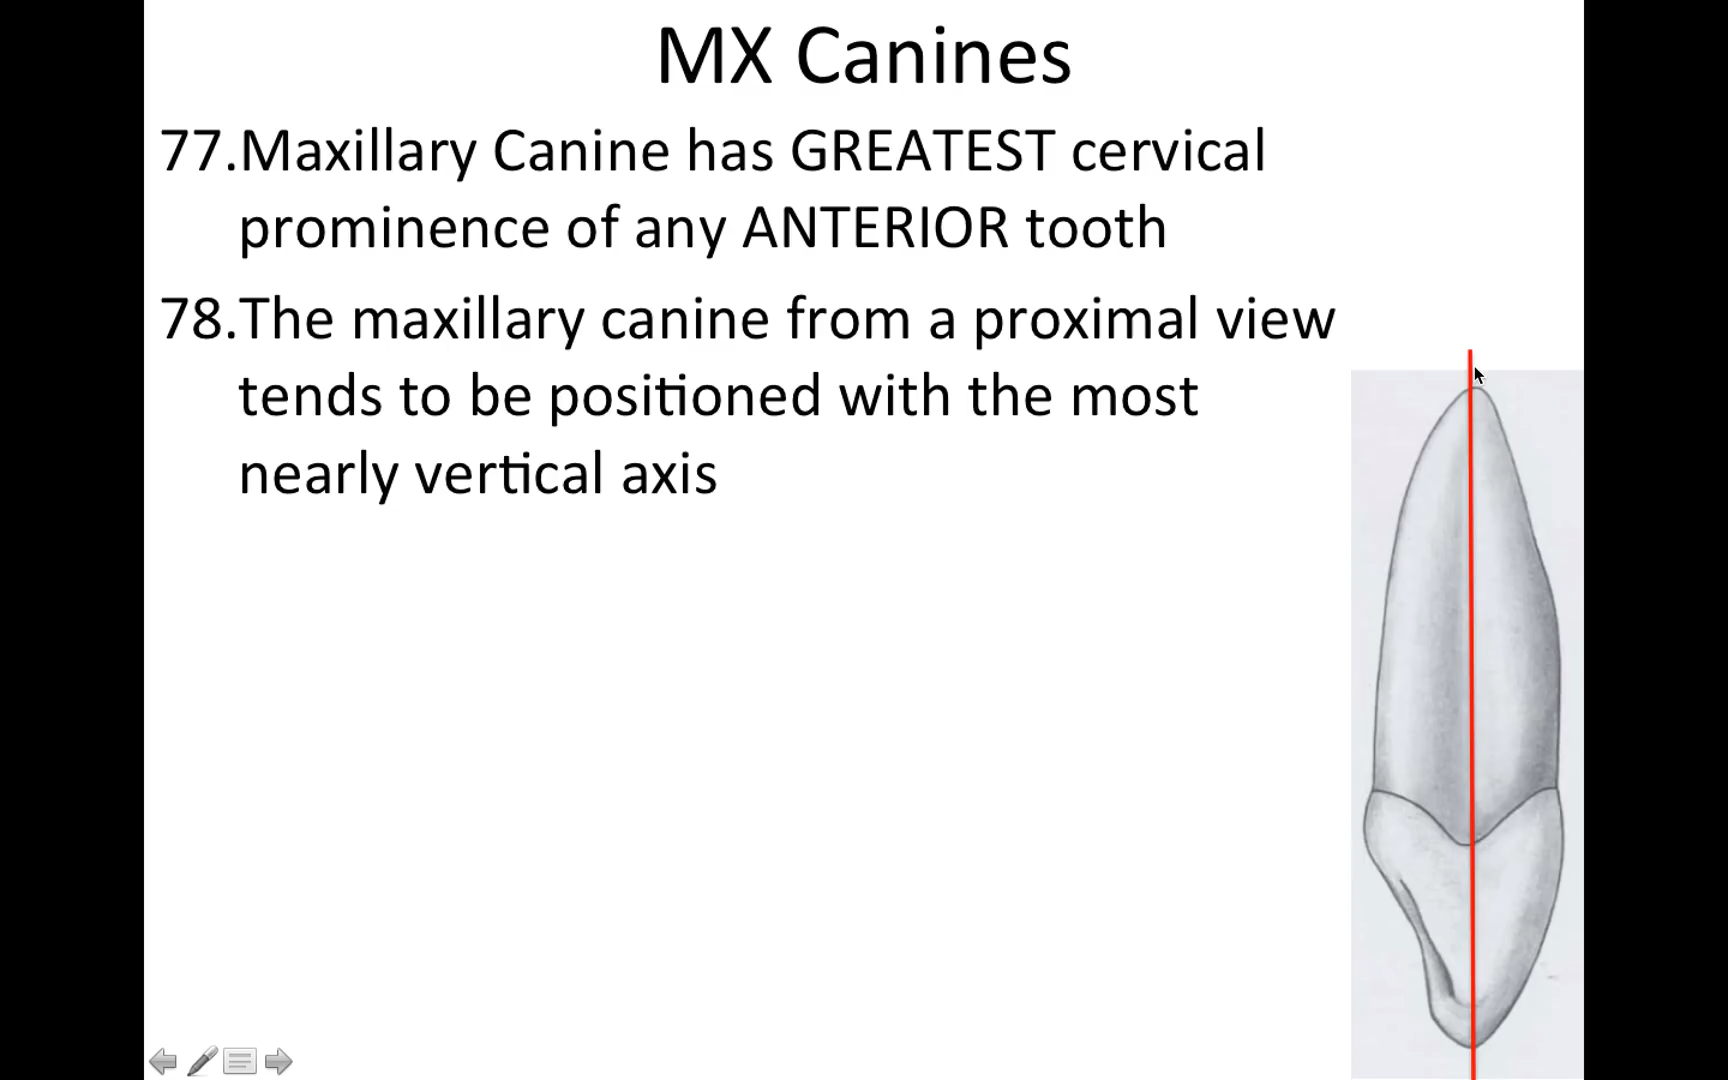 MX Canines
77.Maxillary Canine has GREATEST cervical
prominence of any ANTERIOR tooth
78.The maxillary canine from a proximal view
tends to be positioned with the most
nearly vertical axis